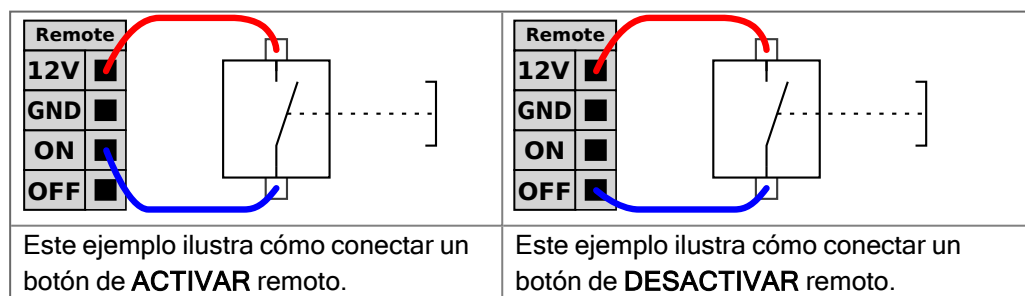 Remote
12V
GND
ON
OFF
Remote
12V
GND
ON
OFF
Este ejemplo ilustra cómo conectar un
botón de ACTIVAR remoto.
Este ejemplo ilustra cómo conectar un
botón de DESACTIVAR remoto.